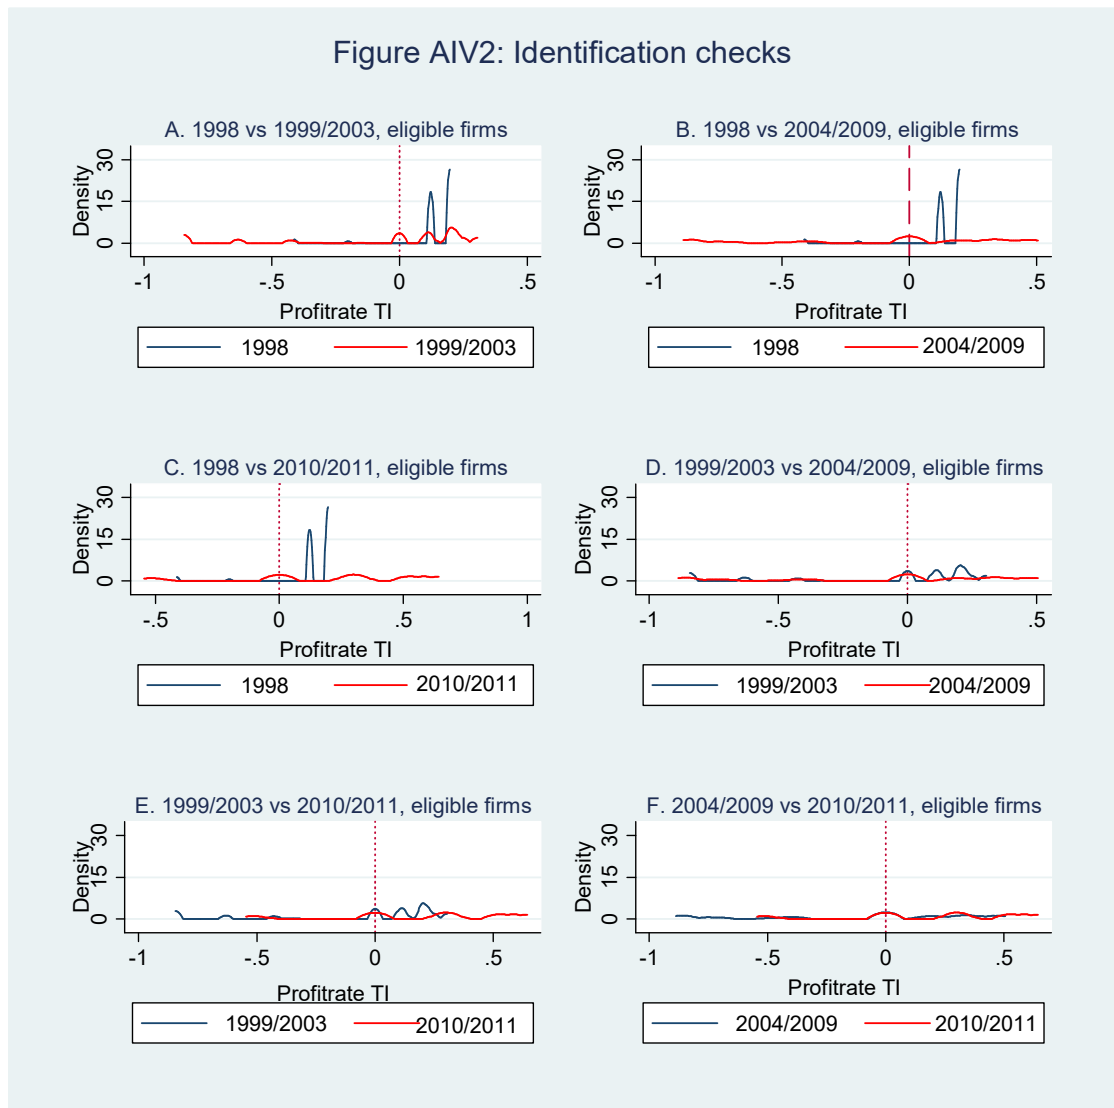 Figure AIV2: Identification checks
A. 1998 vs 1999/2003, eligible firms
Density
0 15 30
-1 -.5 0 .5
Profitrate TI
1998 1999/2003
B. 1998 vs 2004/2009, eligible firms
Density
0 15 30
-1 -.5 0 .5
Profitrate TI
1998 2004/2009
C. 1998 vs 2010/2011, eligible firms
Density
0 15 30
-.5 0 .5 1
Profitrate TI
1998 2010/2011
D. 1999/2003 vs 2004/2009, eligible firms
Density
0 15 30
-1 -.5 0 .5
Profitrate TI
1999/2003 2004/2009
E. 1999/2003 vs 2010/2011, eligible firms
Density
0 15 30
-1 -.5 0 .5
Profitrate TI
1999/2003 2010/2011
F. 2004/2009 vs 2010/2011, eligible firms
Density
0 15 30
-1 -.5 0 .5
Profitrate TI
2004/2009 2010/2011